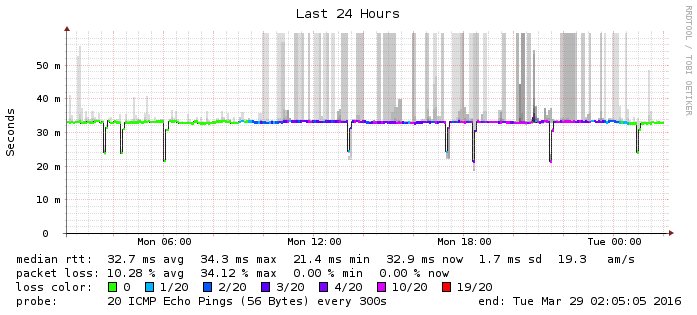 Last 24 Hours
RRDTOOL / TOBI OETIKER
Seconds
50 m
40 m
30 m
20 m
10 m
0
Mon 06:00 Mon 12:00 Mon 18:00 Tue 00:00
median rtt: 32.7 ms avg 34.3 ms max 21.4 ms min 32.9 ms now 1.7 ms sd 19.3 am/s
packet loss: 10.28 % avg 34.12 % max 0.00 % min 0.00 % now
loss color: 0 1/20 2/20 3/20 4/20 10/20 19/20
probe: 20 ICMP Echo Pings (56 Bytes) every 300s end: Tue Mar 29 02:05:05 2016